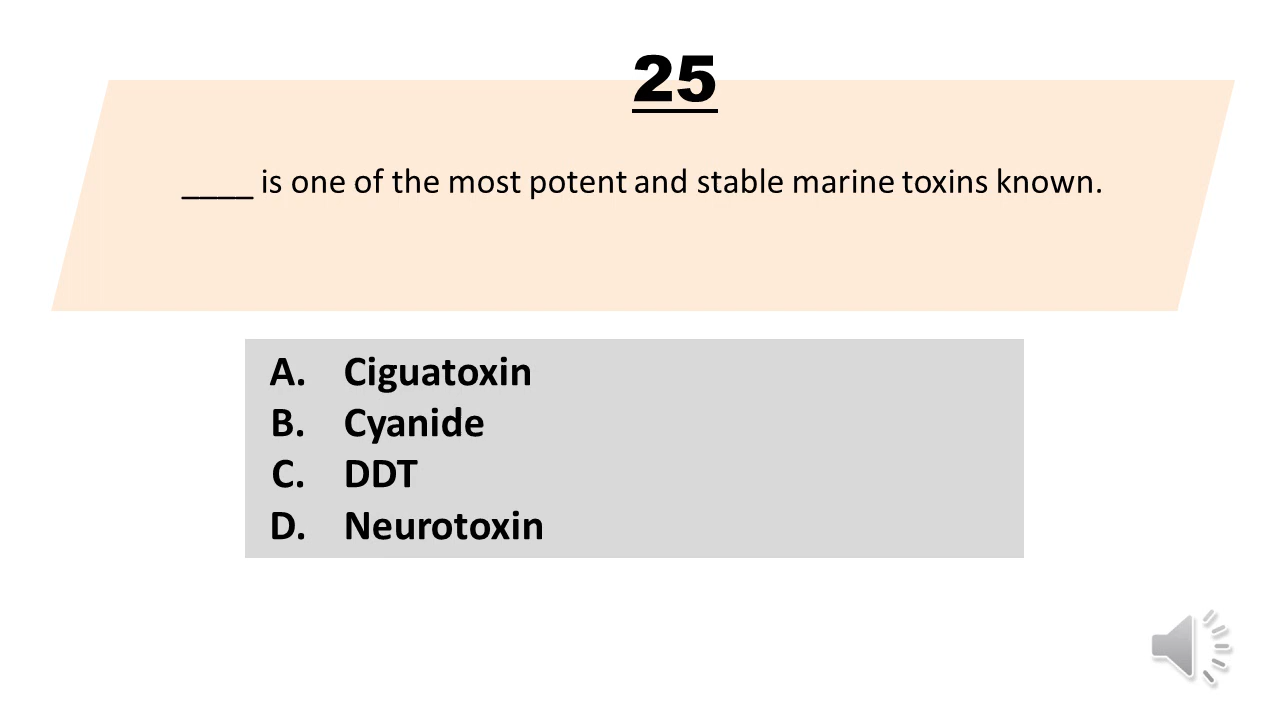 25
____ is one of the most potent and stable marine toxins known.
A. Ciguatoxin
B. Cyanide
C. DDT
D. Neurotoxin